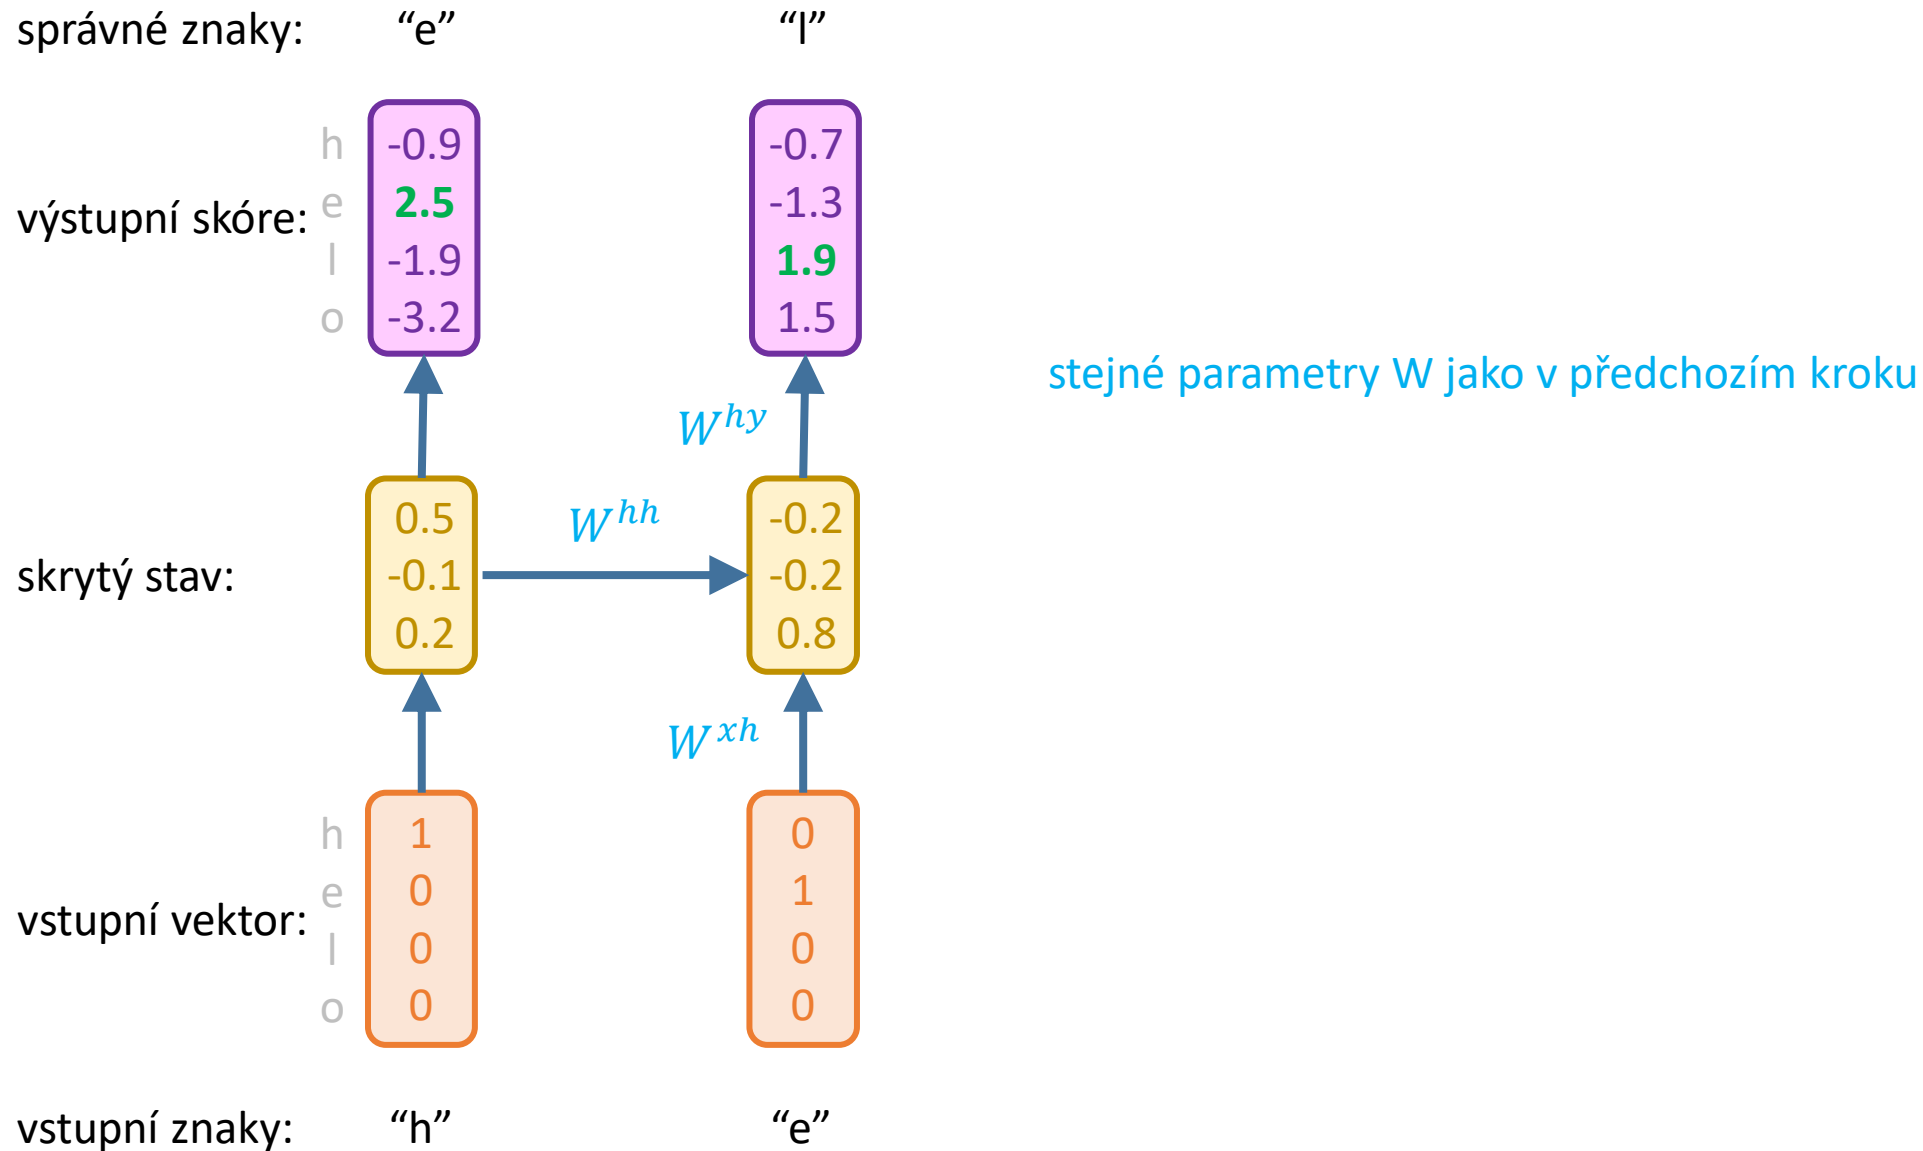 správné znaky: “e” “l”
h -0.9 -0.7
výstupní skóre: e 2.5 -1.3
l -1.9 1.9
o -3.2 1.5
stejné parametry W jako v předchozím kroku
W^{hy}
0.5 -0.2
W^{hh}
skrytý stav: -0.1 -0.2
0.2 0.8
W^{xh}
h 1 0
e 0 1
vstupní vektor:
l 0 0
o 0 0
vstupní znaky: “h” “e”